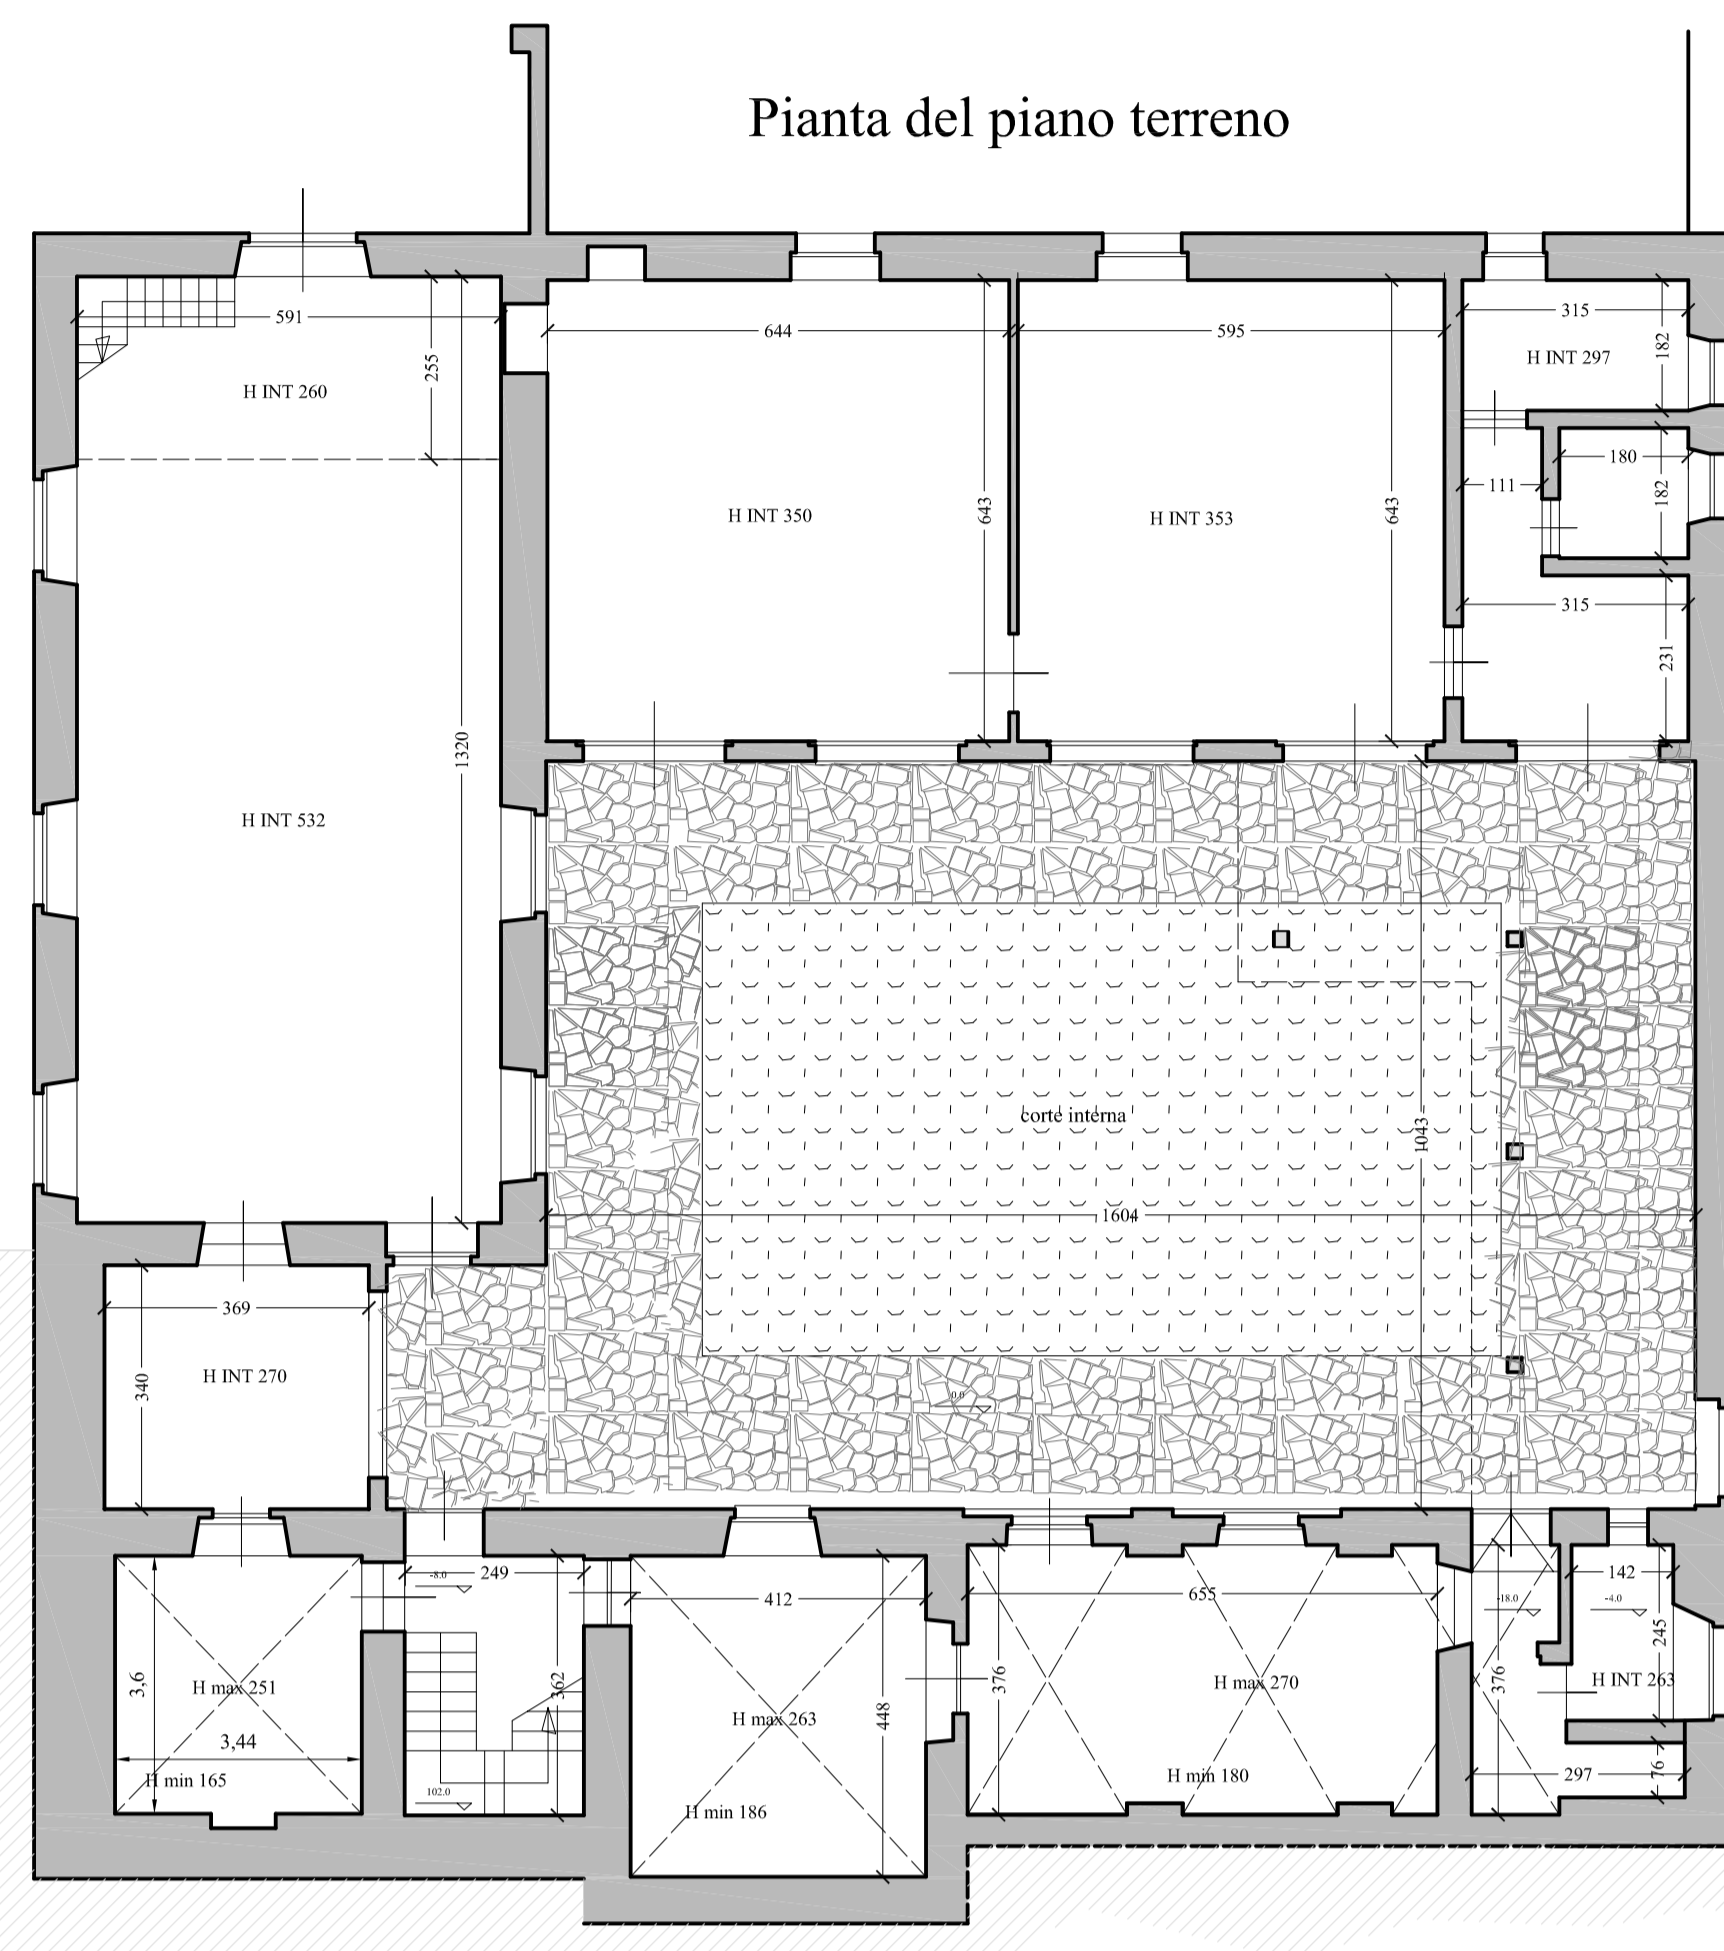 Pianta del piano terreno
591
255
H INT 260
1320
H INT 532
644
H INT 350
643
595
H INT 353
643
315
182
H INT 297
180
111
182
315
231
corte interna
1043
1604
369
H INT 270
340
0.0
-8.0
249
3,6
H max 251
3,44
H min 165
362
102.0
412
H max 263
448
H min 186
655
376
H max 270
H min 180
-18.0
376
142
-4.0
245
H INT 263
297
76